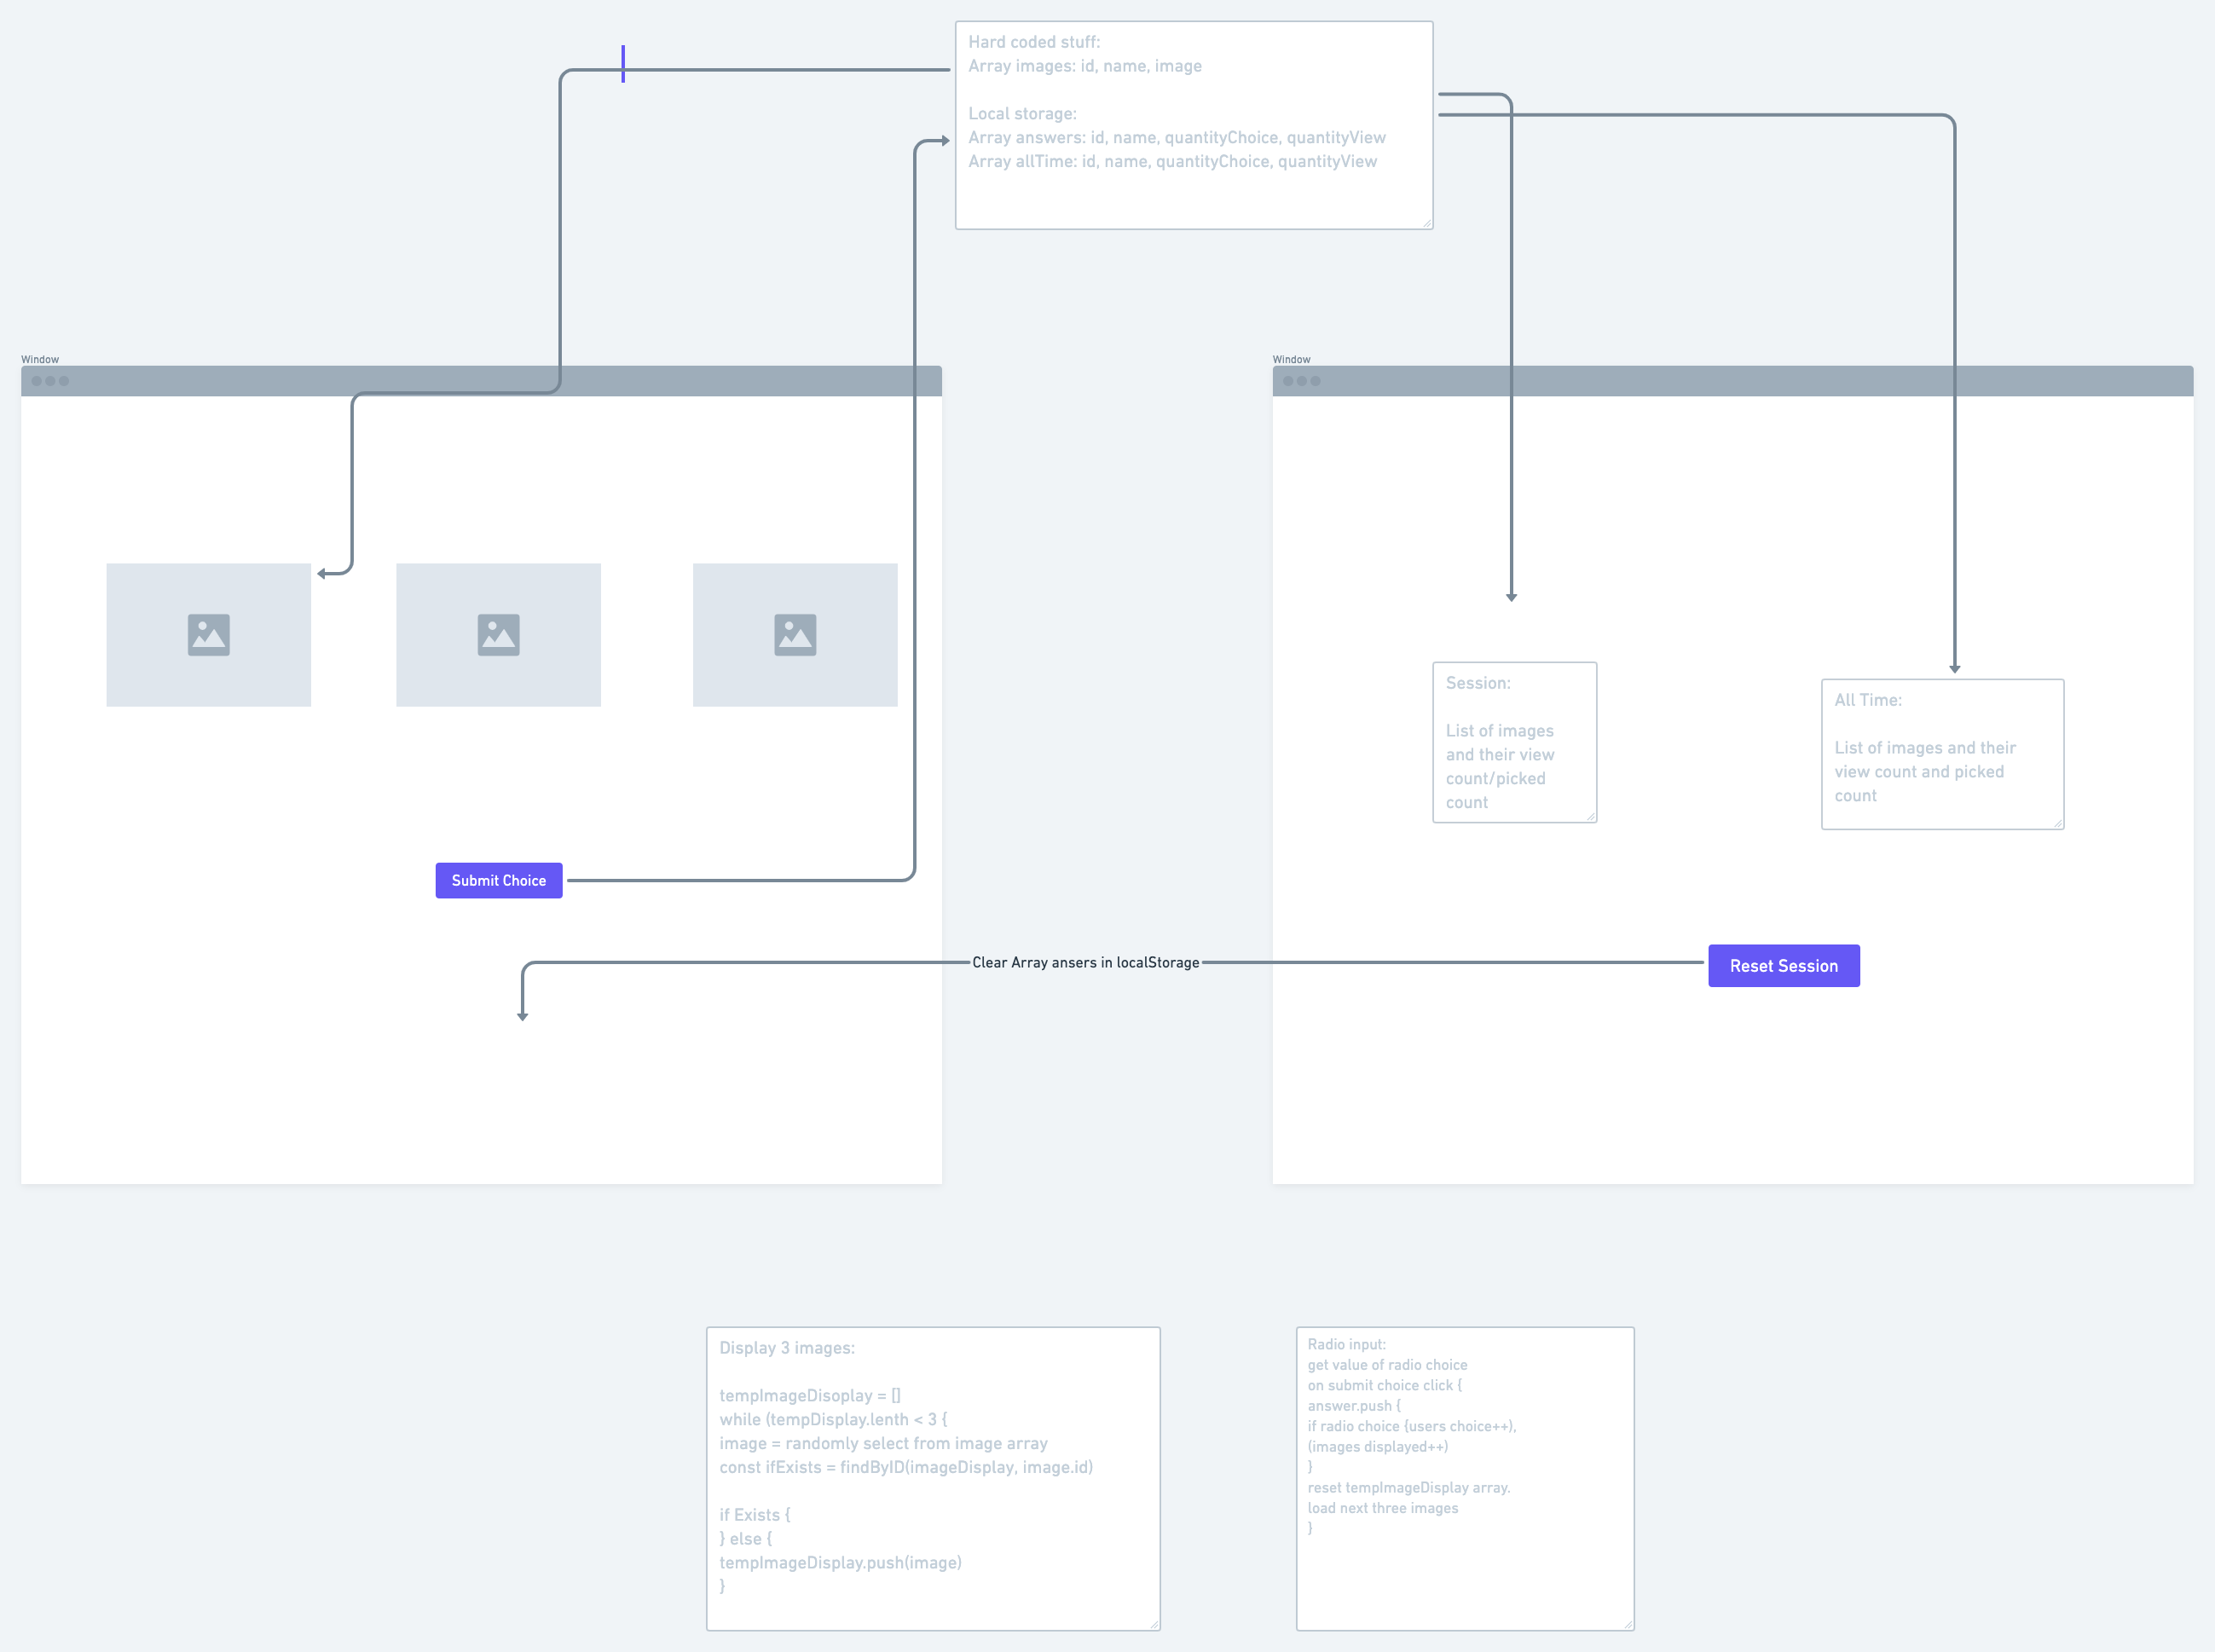 Hard coded stuff:
Array images: id, name, image
Local storage:
Array answers: id, name, quantityChoice, quantityView
Array allTime: id, name, quantityChoice, quantityView
Window
Window
Session:
List of images
and their view
count/picked
count
All Time:
List of images and their
view count and picked
count
Submit Choice
Clear Array ansers in localStorage
Reset Session
Display 3 images:
tempImageDisoplay = []
while (tempDisplay.lenth < 3 {
image = randomly select from image array
const ifExists = findByID(imageDisplay, image.id)
if Exists {
} else {
tempImageDisplay.push(image)
}
Radio input:
get value of radio choice
on submit choice click {
answer.push {
if radio choice {users choice++),
(images displayed++)
}
reset tempImageDisplay array.
load next three images
}